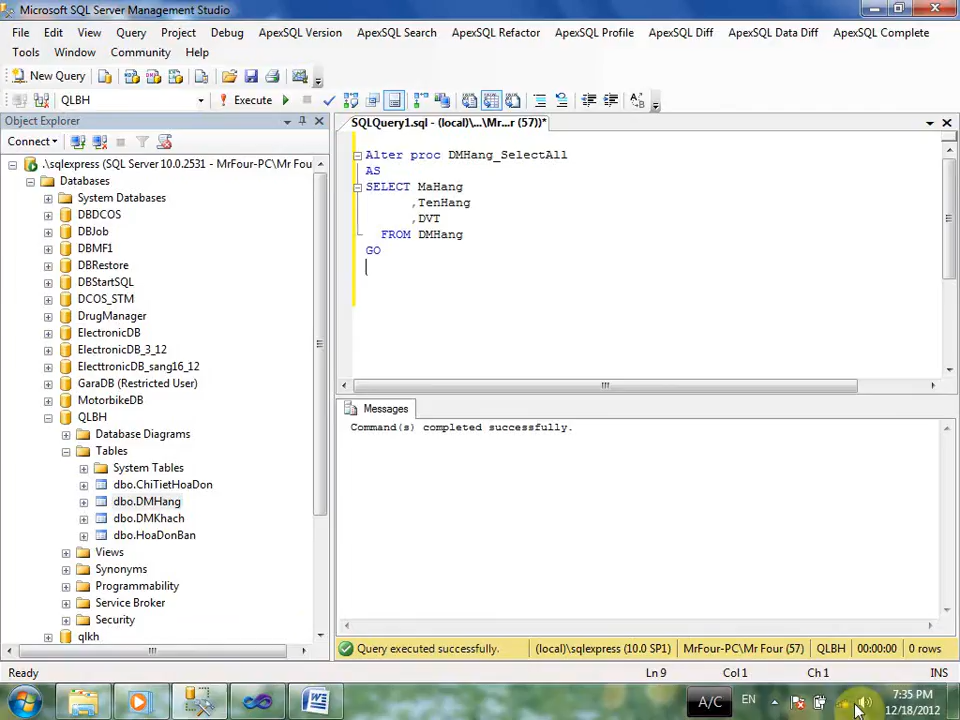 Microsoft SQL Server Management Studio
File Edit View Query Project Debug ApexSQL Version ApexSQL Search ApexSQL Refactor ApexSQL Profile ApexSQL Diff ApexSQL Data Diff ApexSQL Complete
Tools Window Community Help
New Query
QLBH Execute
Object Explorer
SQLQuery1.sql - (local)\...\Mr...r (57))*
Connect
.\sqlexpress (SQL Server 10.0.2531 - MrFour-PC\Mr Four
Databases
System Databases
DBDCOS
DBJob
DBMF1
DBRestore
DBStartSQL
DCOS_STM
DrugManager
ElectronicDB
ElectronicDB_3_12
ElecttronicDB_sang16_12
GaraDB (Restricted User)
MotorbikeDB
QLBH
Database Diagrams
Tables
System Tables
dbo.ChiTietHoaDon
dbo.DMHang
dbo.DMKhach
dbo.HoaDonBan
Views
Synonyms
Programmability
Service Broker
Security
qlkh
Alter proc DMHang_SelectAll
AS
SELECT MaHang
,TenHang
,DVT
FROM DMHang
GO
Messages
Command(s) completed successfully.
Query executed successfully. (local)\sqlexpress (10.0 SP1) MrFour-PC\Mr Four (57) QLBH 00:00:00 0 rows
Ready Ln 9 Col 1 Ch 1 INS
A/C EN 7:35 PM
12/18/2012